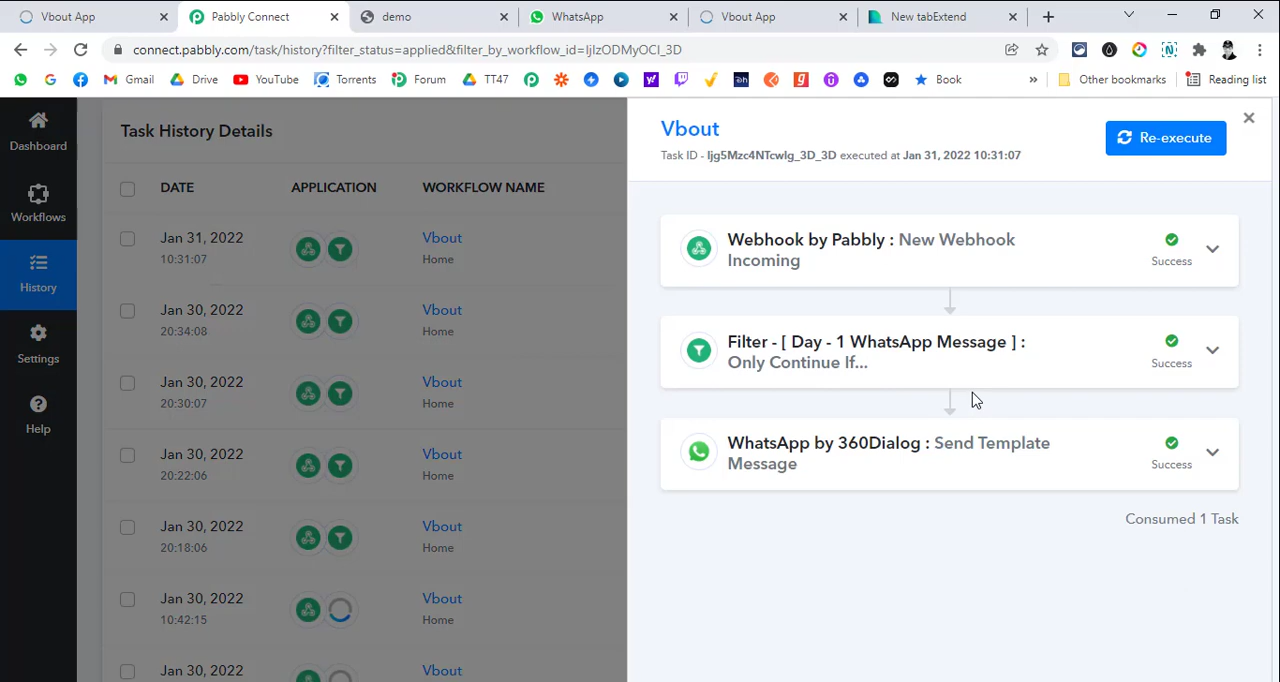 Vbout App
Pabbly Connect
demo
WhatsApp
Vbout App
New tabExtend
connect.pabbly.com/task/history?filter_status=applied&filter_by_workflow_id=IjIzODMyOCI_3D
Gmail
Drive
YouTube
Torrents
Forum
TT47
Book
»
Other bookmarks
Reading list
Dashboard
Workflows
History
Settings
Help
Task History Details
DATE APPLICATION WORKFLOW NAME
Jan 31, 2022 Vbout
10:31:07 Home
Jan 30, 2022 Vbout
20:34:08 Home
Jan 30, 2022 Vbout
20:30:07 Home
Jan 30, 2022 Vbout
20:22:06 Home
Jan 30, 2022 Vbout
20:18:06 Home
Jan 30, 2022 Vbout
10:42:15 Home
Jan 30, 2022 Vbout
Vbout
Task ID - Ijg5Mzc4NTcwIg_3D_3D executed at Jan 31, 2022 10:31:07
Re-execute
Webhook by Pabbly : New Webhook
Incoming
Success
Filter - [ Day - 1 WhatsApp Message ] :
Only Continue If...
Success
WhatsApp by 360Dialog : Send Template
Message
Success
Consumed 1 Task